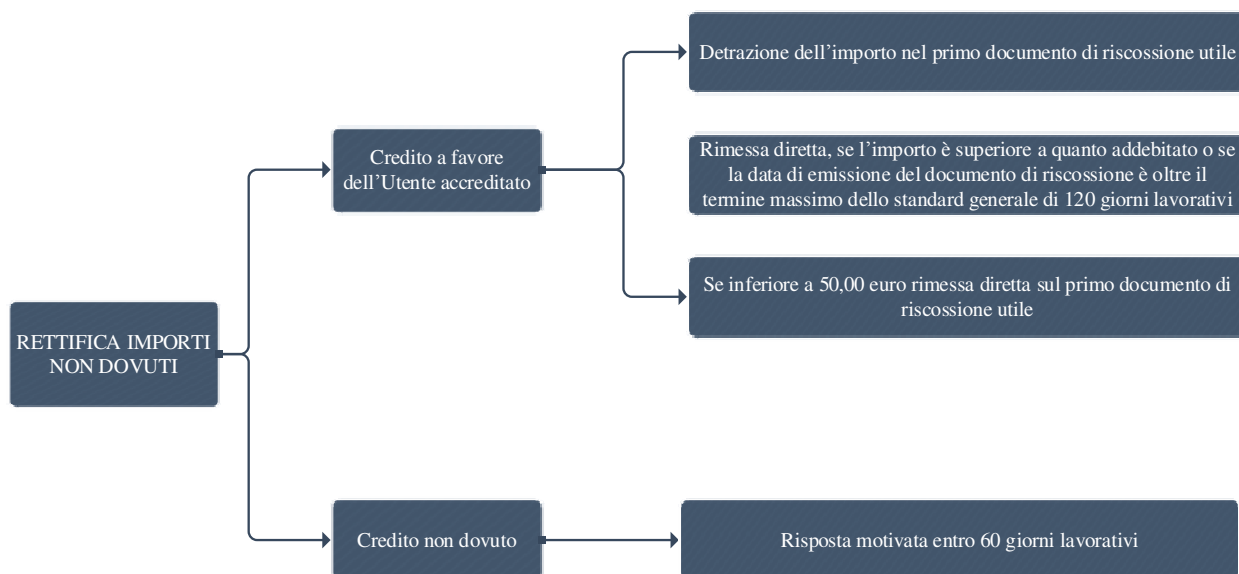 Detrazione dell’importo nel primo documento di riscossione utile
Credito a favore
dell’Utente accreditato
Rimessa diretta, se l’importo è superiore a quanto addebitato o se
la data di emissione del documento di riscossione è oltre il
termine massimo dello standard generale di 120 giorni lavorativi
Se inferiore a 50,00 euro rimessa diretta sul primo documento di
riscossione utile
RETTIFICA IMPORTI
NON DOVUTI
Credito non dovuto
Risposta motivata entro 60 giorni lavorativi